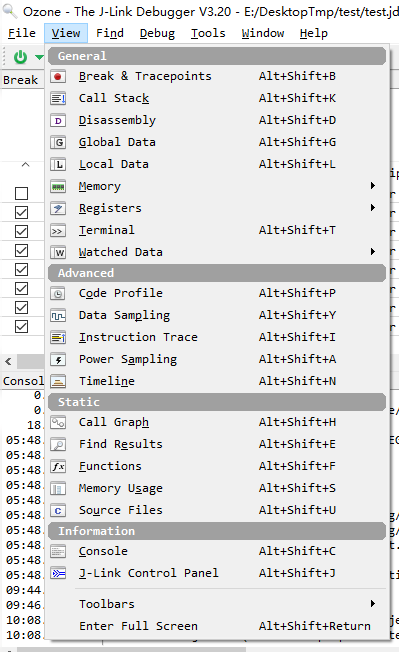 Ozone - The J-Link Debugger V3.20 - E:/DesktopTmp/test/test.jd
File View Find Debug Tools Window Help
General
Break
Break & Tracepoints Alt+Shift+B
Call Stack Alt+Shift+K
Disassembly Alt+Shift+D
Global Data Alt+Shift+G
Local Data Alt+Shift+L
Memory
Registers
Terminal Alt+Shift+T
Watched Data
Advanced
Code Profile Alt+Shift+P
Data Sampling Alt+Shift+Y
Instruction Trace Alt+Shift+I
Power Sampling Alt+Shift+A
Timeline Alt+Shift+N
Static
Call Graph Alt+Shift+H
Find Results Alt+Shift+E
Functions Alt+Shift+F
Memory Usage Alt+Shift+S
Source Files Alt+Shift+U
Information
Console Alt+Shift+C
J-Link Control Panel Alt+Shift+J
Toolbars
Enter Full Screen Alt+Shift+Return
Consol
0.
0.
18.
05:48.
05:48.
05:48.
05:48.
05:48.
05:48.
05:48.
05:48.
05:48.
09:44.
09:46.
10:08.
10:08.